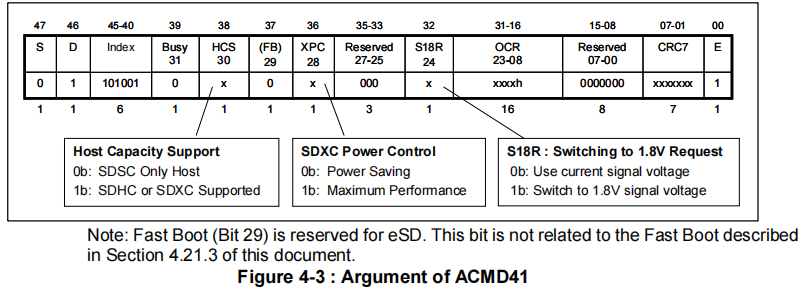 47 46 45-40 39 38 37 36 35-33 32 31-16 15-08 07-01 00
S D Index Busy HCS (FB) XPC Reserved S18R OCR Reserved CRC7 E
31 30 29 28 27-25 24 23-08 07-00
0 1 101001 0 x 0 x 000 x xxxxh 0000000 xxxxxxx 1
1 1 6 1 1 1 1 3 1 16 8 7 1
Host Capacity Support
0b: SDSC Only Host
1b: SDHC or SDXC Supported
SDXC Power Control
0b: Power Saving
1b: Maximum Performance
S18R : Switching to 1.8V Request
0b: Use current signal voltage
1b: Switch to 1.8V signal voltage
Note: Fast Boot (Bit 29) is reserved for eSD. This bit is not related to the Fast Boot described
in Section 4.21.3 of this document.
Figure 4-3 : Argument of ACMD41